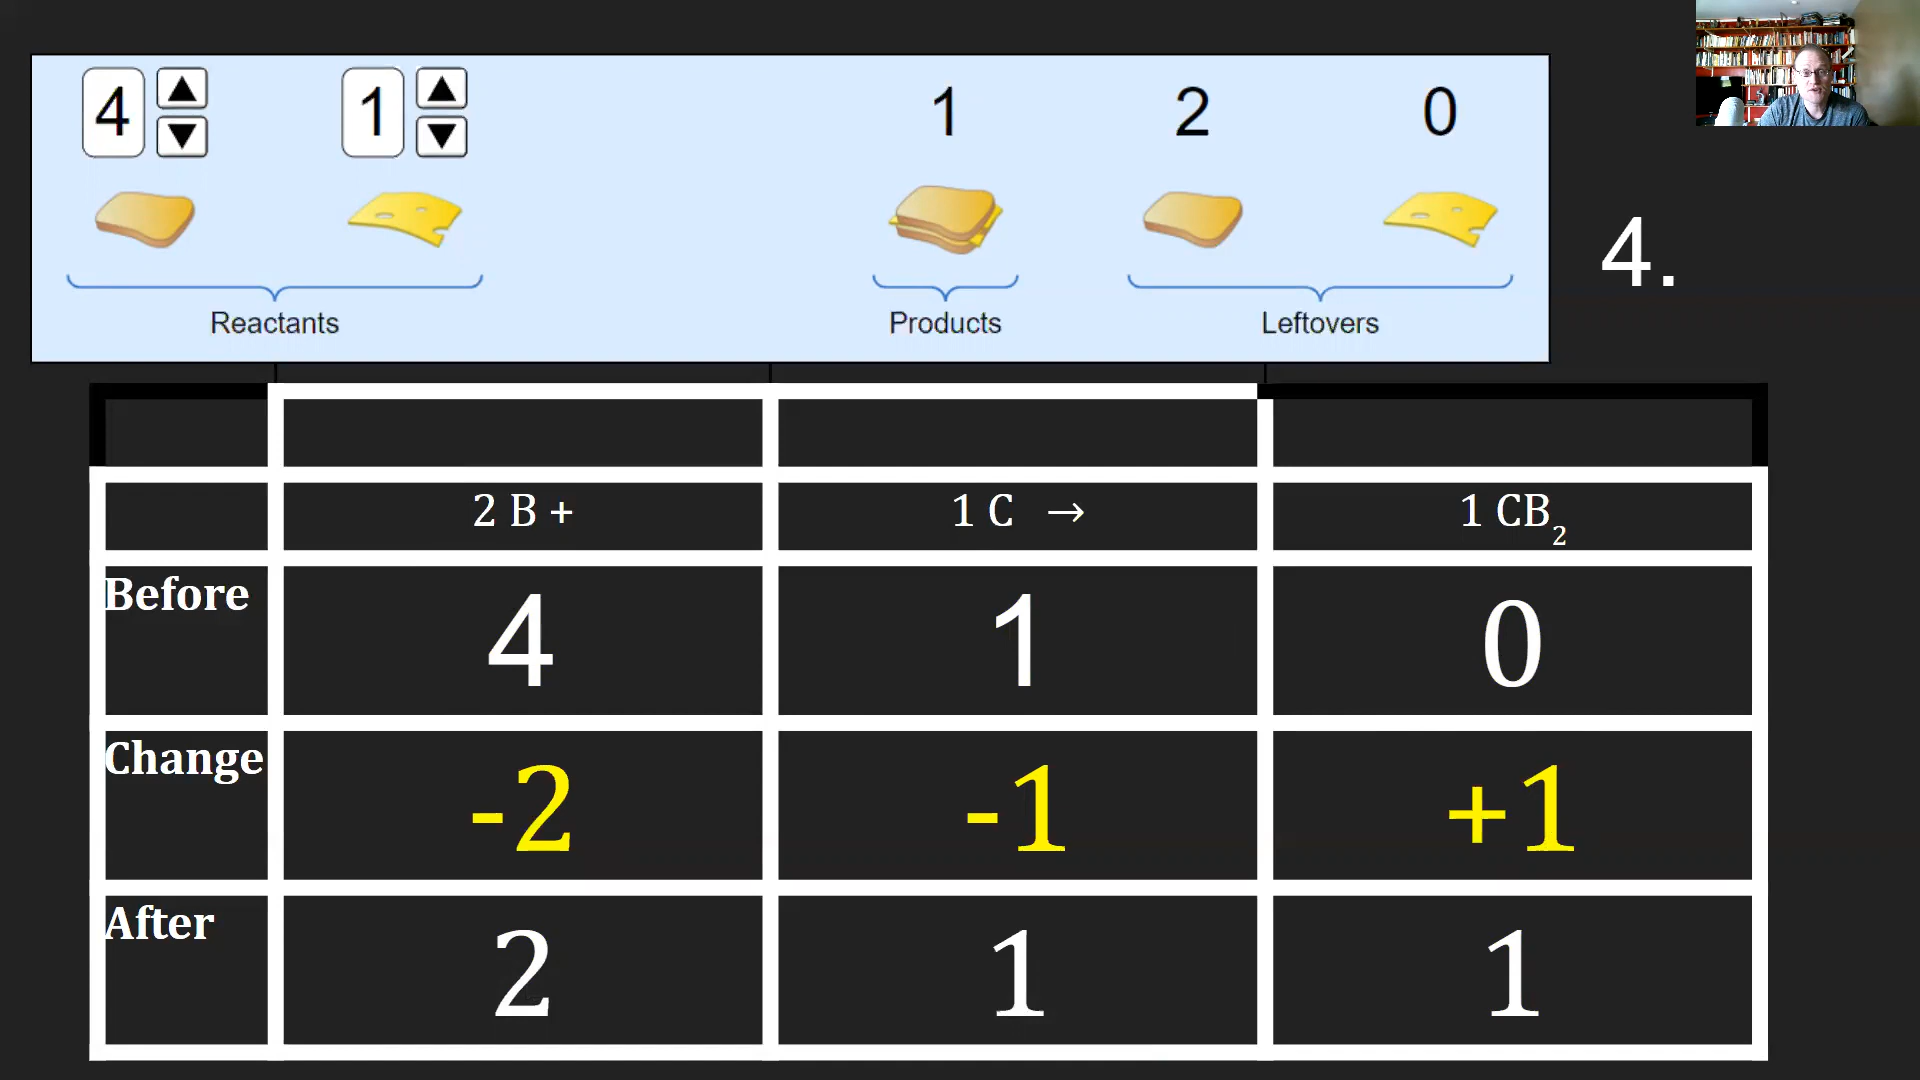 4 1 1 2 0
Reactants Products Leftovers
4.
2 B + 1 C → 1 CB₂
Before 4 1 0
Change -2 -1 +1
After 2 1 1